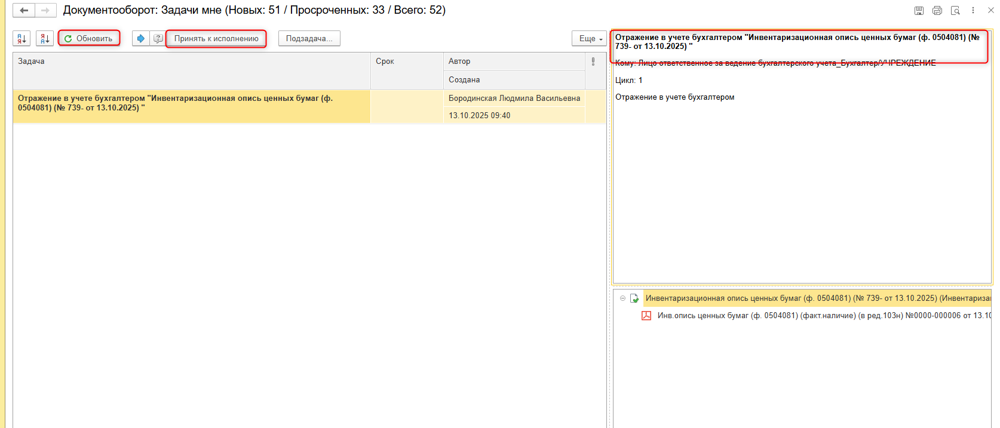 Документооборот: Задачи мне (Новых: 51 / Просроченных: 33 / Всего: 52)
Обновить
Принять к исполнению
Подзадача...
Еще
Задача
Срок
Автор
Создана
Отражение в учете бухгалтером "Инвентаризационная опись ценных бумаг (ф.
0504081) (№ 739- от 13.10.2025) "
Бородинская Людмила Васильевна
13.10.2025 09:40
Отражение в учете бухгалтером "Инвентаризационная опись ценных бумаг (ф. 0504081) (№
739- от 13.10.2025) "
Кому: Лицо ответственное за ведение бухгалтерского учета_Бухгалтер/УЧРЕЖДЕНИЕ
Цикл: 1
Отражение в учете бухгалтером
Инвентаризационная опись ценных бумаг (ф. 0504081) (№ 739- от 13.10.2025) (Инвентариза
Инв.опись ценных бумаг (ф. 0504081) (факт.наличие) (в ред.103н) №0000-000006 от 13.10